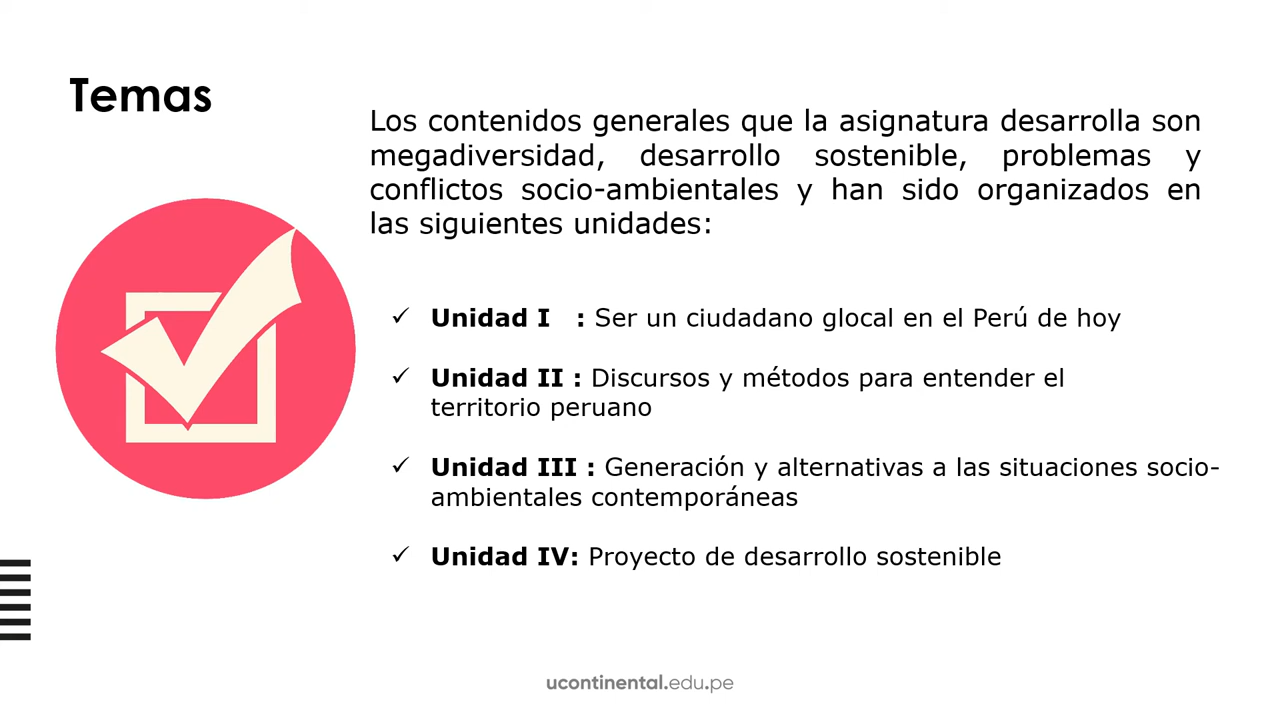 Temas
Los contenidos generales que la asignatura desarrolla son
megadiversidad, desarrollo sostenible, problemas y
conflictos socio-ambientales y han sido organizados en
las siguientes unidades:
✓ Unidad I : Ser un ciudadano glocal en el Perú de hoy
✓ Unidad II : Discursos y métodos para entender el
territorio peruano
✓ Unidad III : Generación y alternativas a las situaciones socio-
ambientales contemporáneas
✓ Unidad IV: Proyecto de desarrollo sostenible
ucontinental.edu.pe